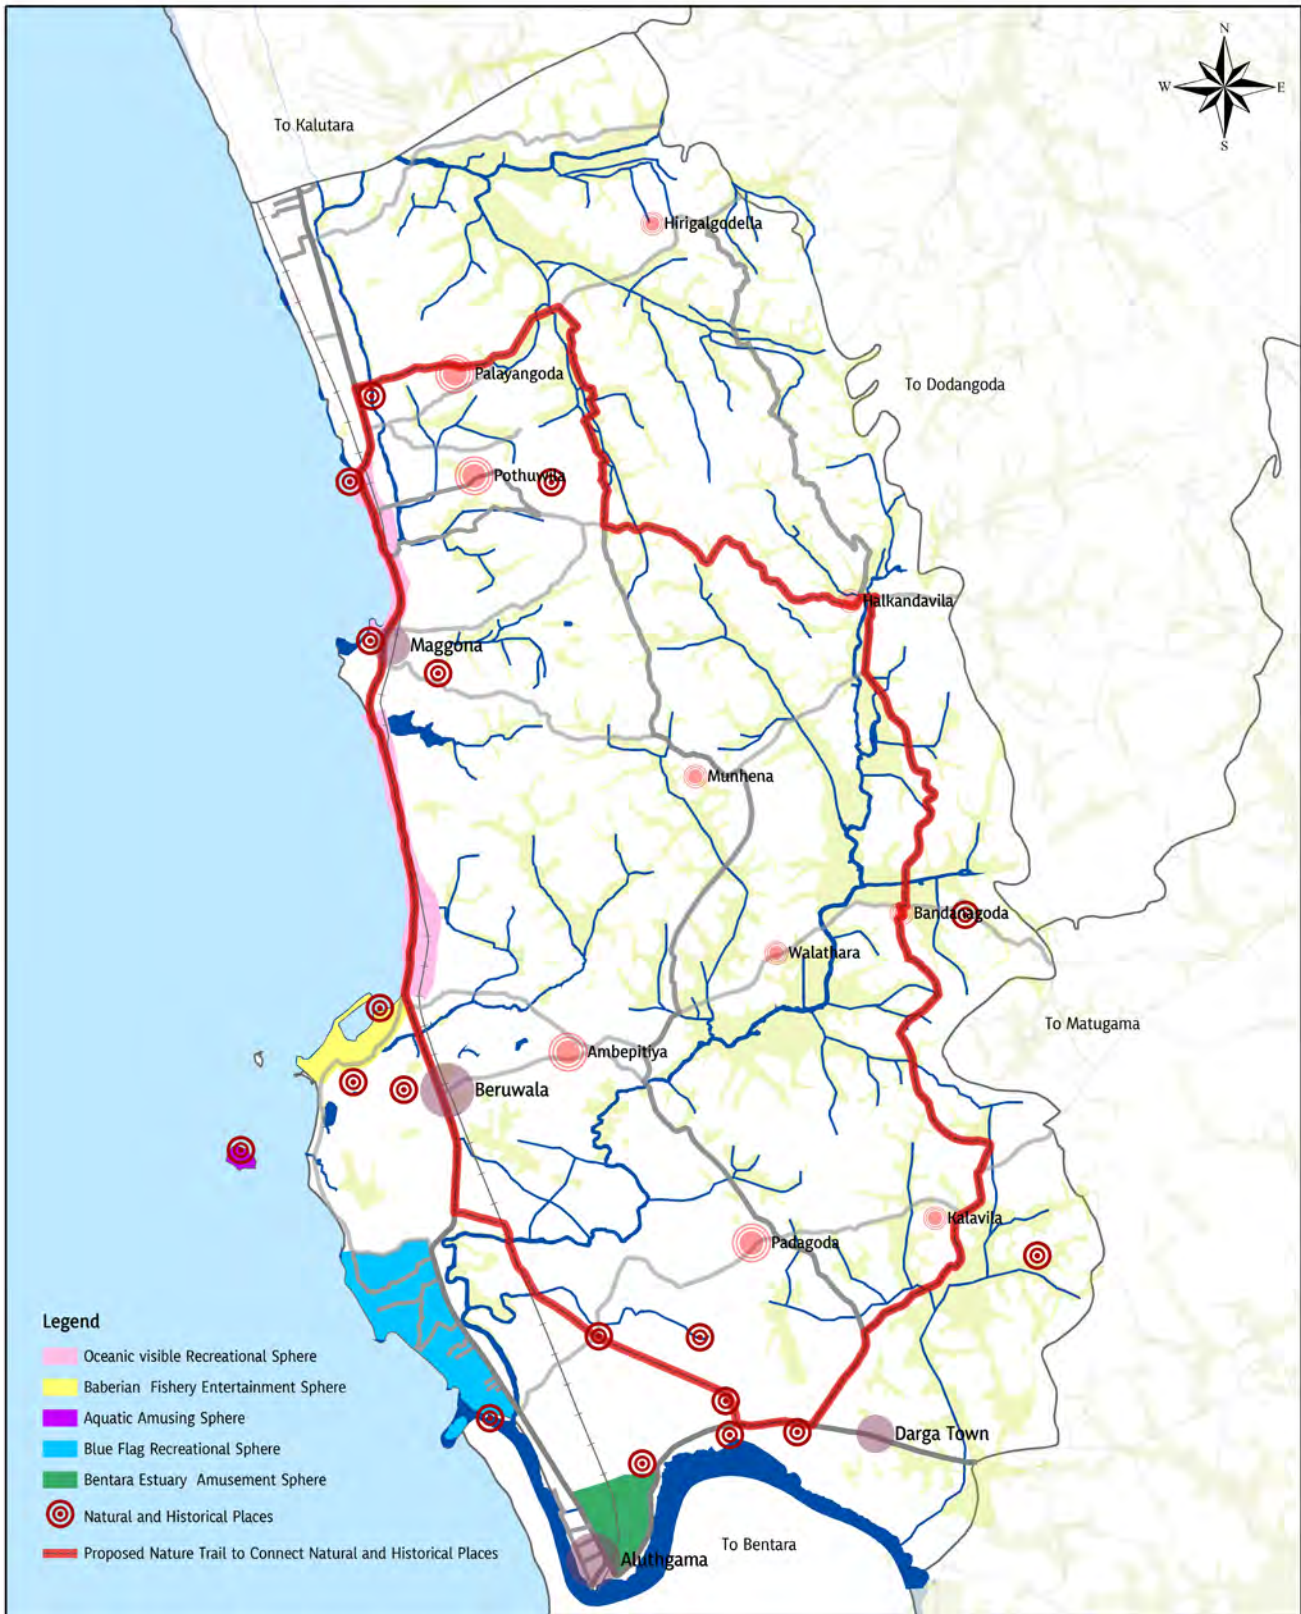 N
W
E
S
To Kalutara
Hirigalgodella
Palayangoda
To Dodangoda
Pothuwila
Halkandavila
Maggona
Munhena
Bandanagoda
Walathara
To Matugama
Ambepitiya
Beruwala
Kalavila
Padagoda
Darga Town
To Bentara
Aluthgama
Legend
Oceanic visible Recreational Sphere
Baberian Fishery Entertainment Sphere
Aquatic Amusing Sphere
Blue Flag Recreational Sphere
Bentara Estuary Amusement Sphere
Natural and Historical Places
Proposed Nature Trail to Connect Natural and Historical Places